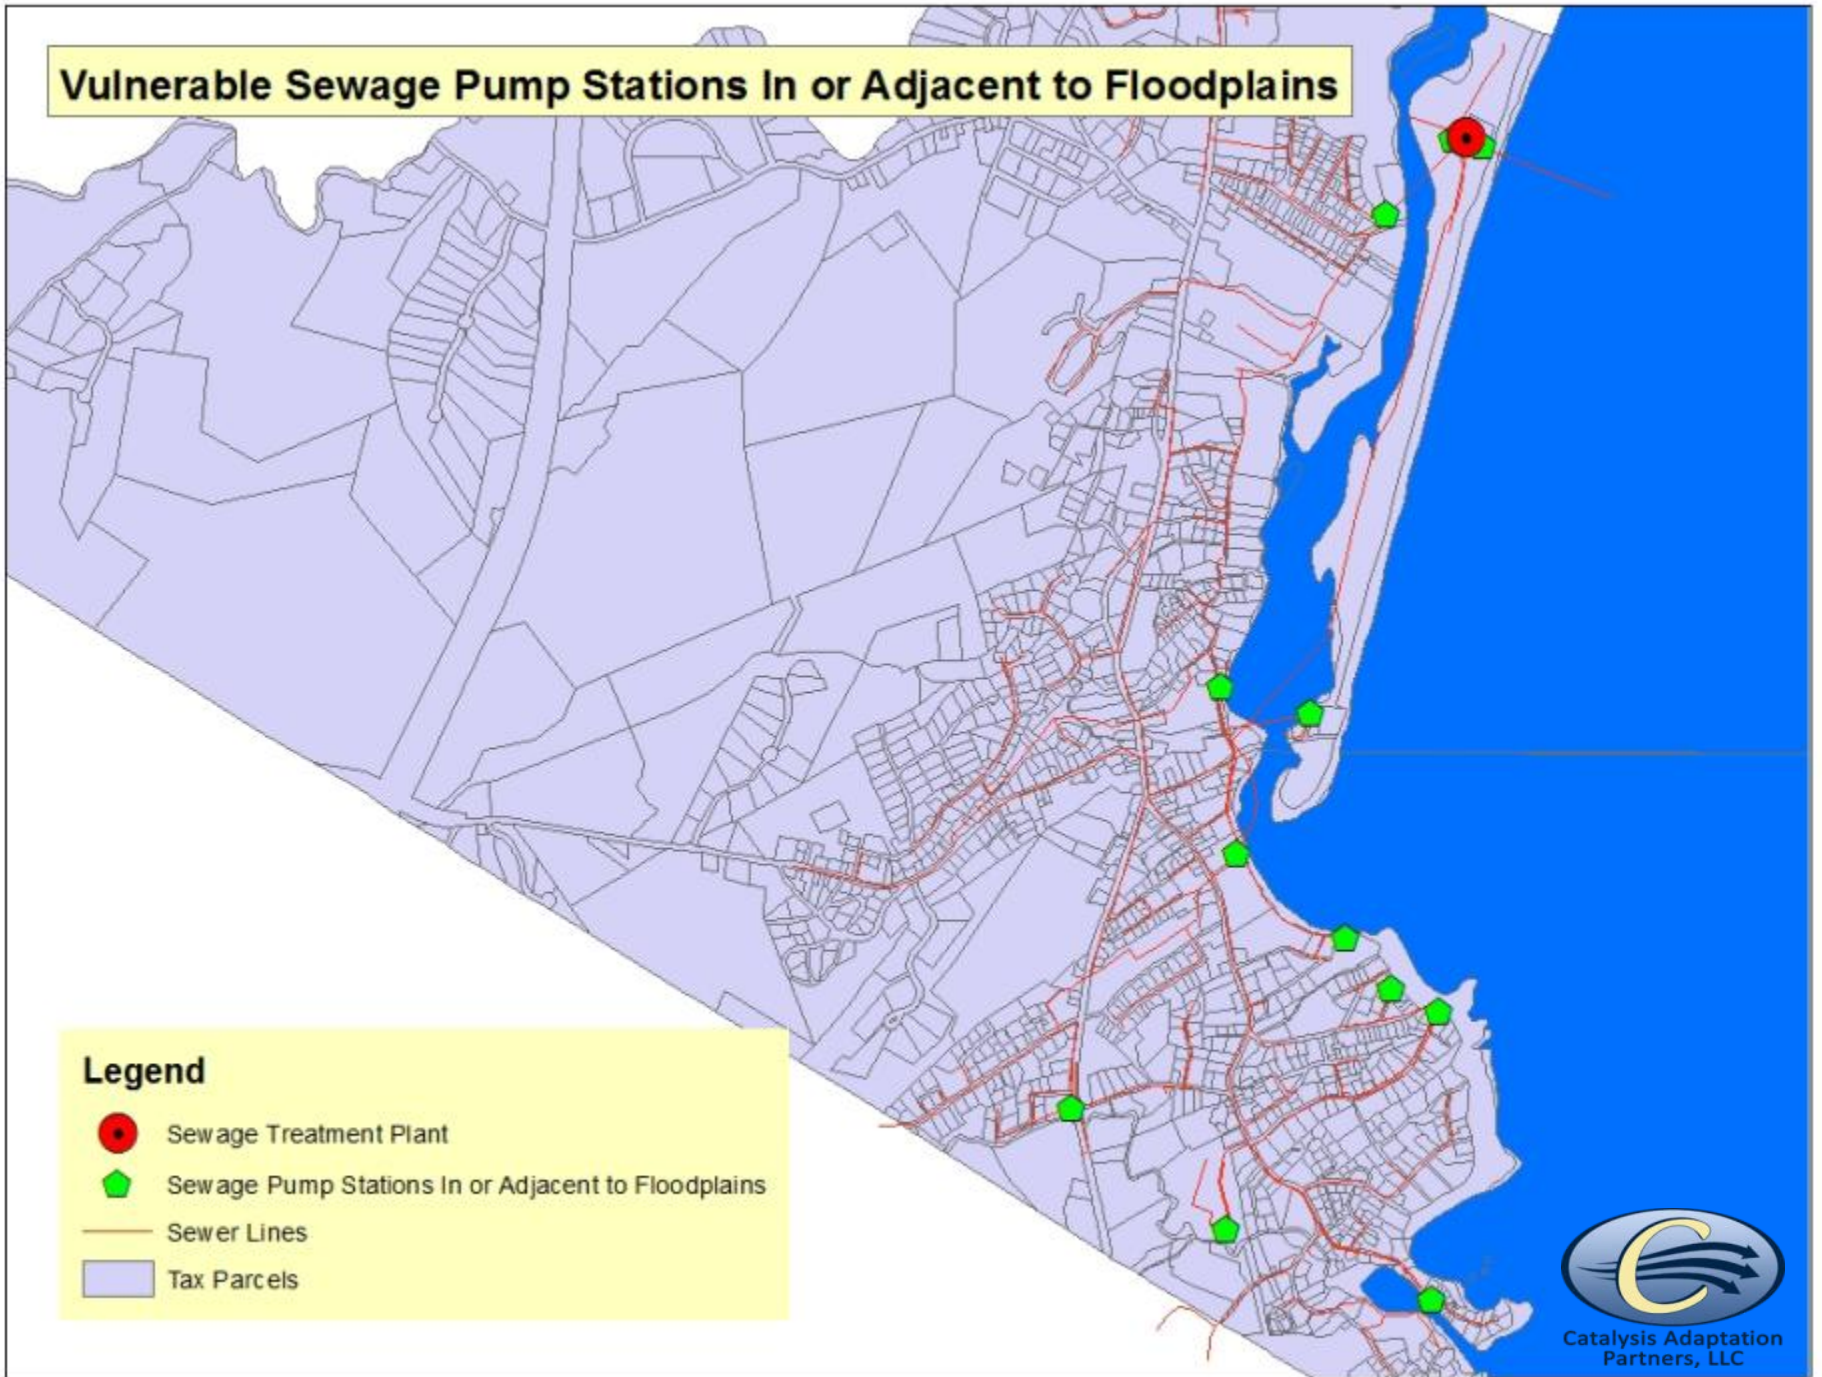 Vulnerable Sewage Pump Stations In or Adjacent to Floodplains
Legend
Sewage Treatment Plant
Sewage Pump Stations In or Adjacent to Floodplains
Sewer Lines
Tax Parcels
C
Catalysis Adaptation
Partners, LLC